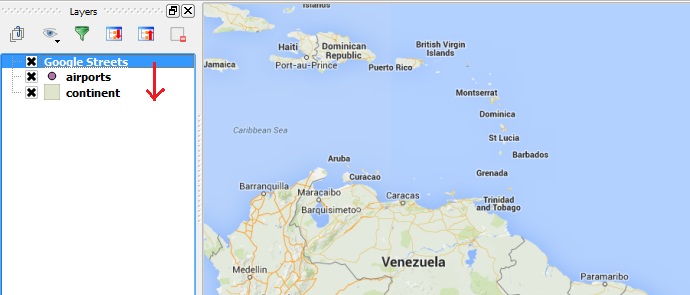 Layers
Google Streets
airports
continent
Islands
Haiti
Dominican
Republic
Port-au-Prince
Jamaica
Puerto Rico
British Virgin
Islands
Montserrat
Dominica
St Lucia
Barbados
Caribbean Sea
Aruba
Curacao
Grenada
Barranquilla
Maracaibo
Caracas
Trinidad
and Tobago
Barquisimeto
Venezuela
Medellin
Paramaribo